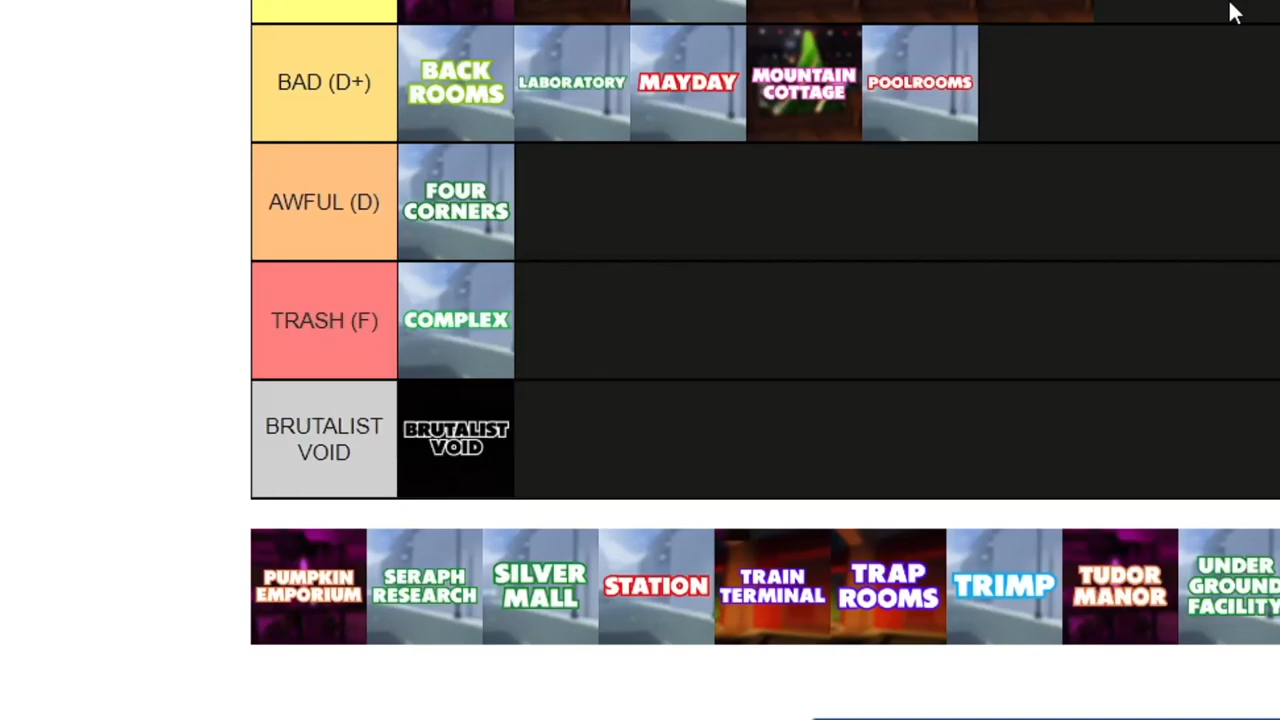 BAD (D+)
BACK
ROOMS
LABORATORY
MAYDAY
MOUNTAIN
COTTAGE
POOLROOMS
AWFUL (D)
FOUR
CORNERS
TRASH (F)
COMPLEX
BRUTALIST
VOID
BRUTALIST
VOID
PUMPKIN
EMPORIUM
SERAPH
RESEARCH
SILVER
MALL
STATION
TRAIN
TERMINAL
TRAP
ROOMS
TRIMP
TUDOR
MANOR
UNDER
GROUND
FACILITY